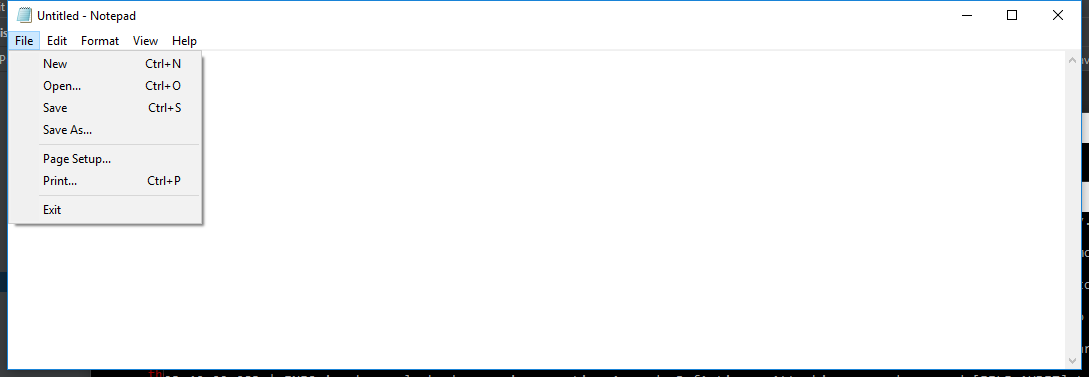 Untitled - Notepad
File Edit Format View Help
New Ctrl+N
Open... Ctrl+O
Save Ctrl+S
Save As...
Page Setup...
Print... Ctrl+P
Exit